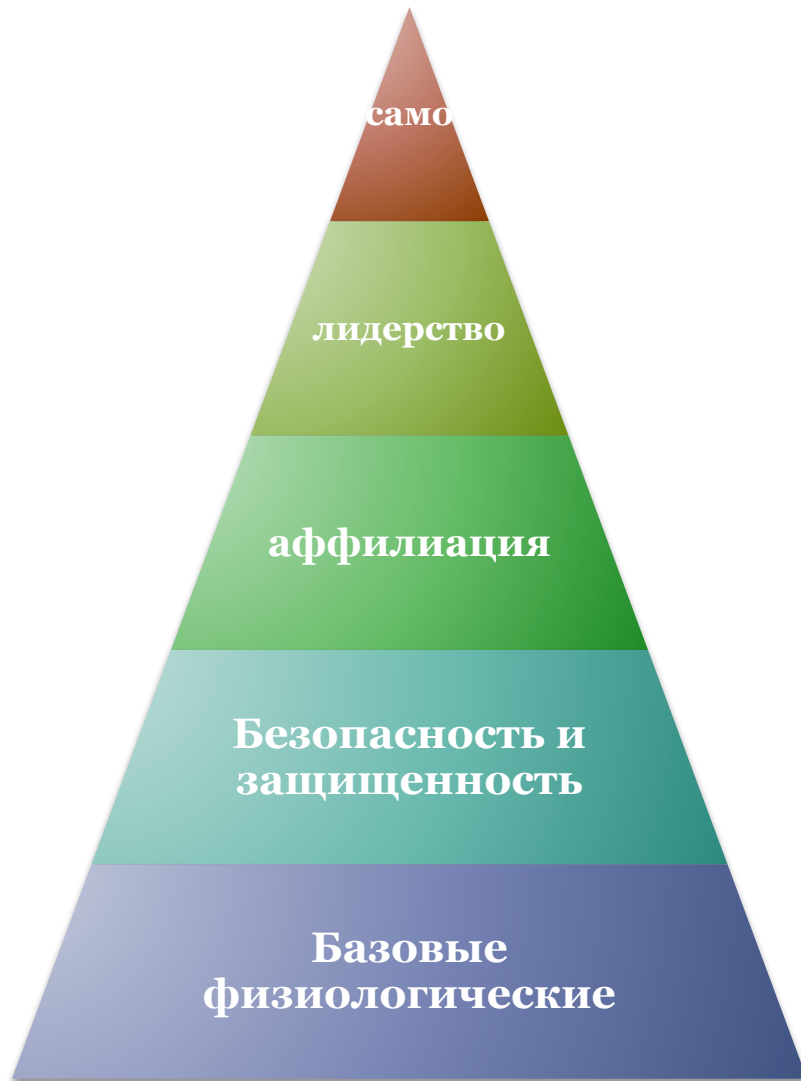 само
лидерство
аффилиация
Безопасность и
защищенность
Базовые
физиологические